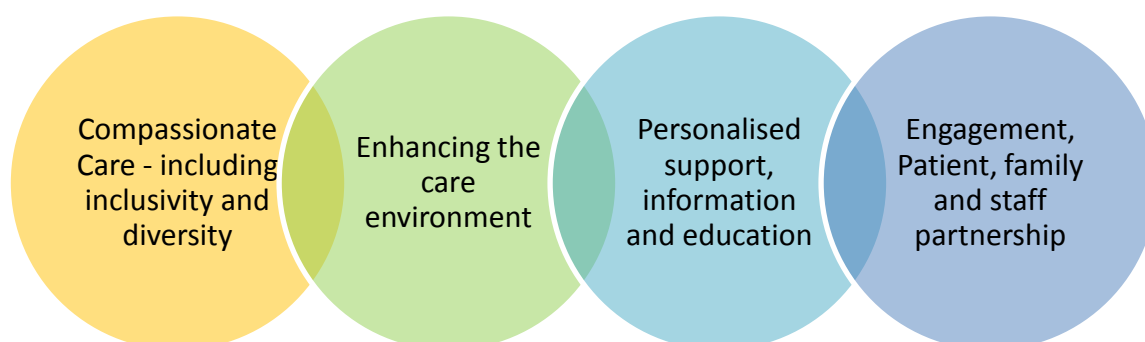 Compassionate
Care - including
inclusivity and
diversity
Enhancing the
care
environment
Personalised
support,
information
and education
Engagement,
Patient, family
and staff
partnership